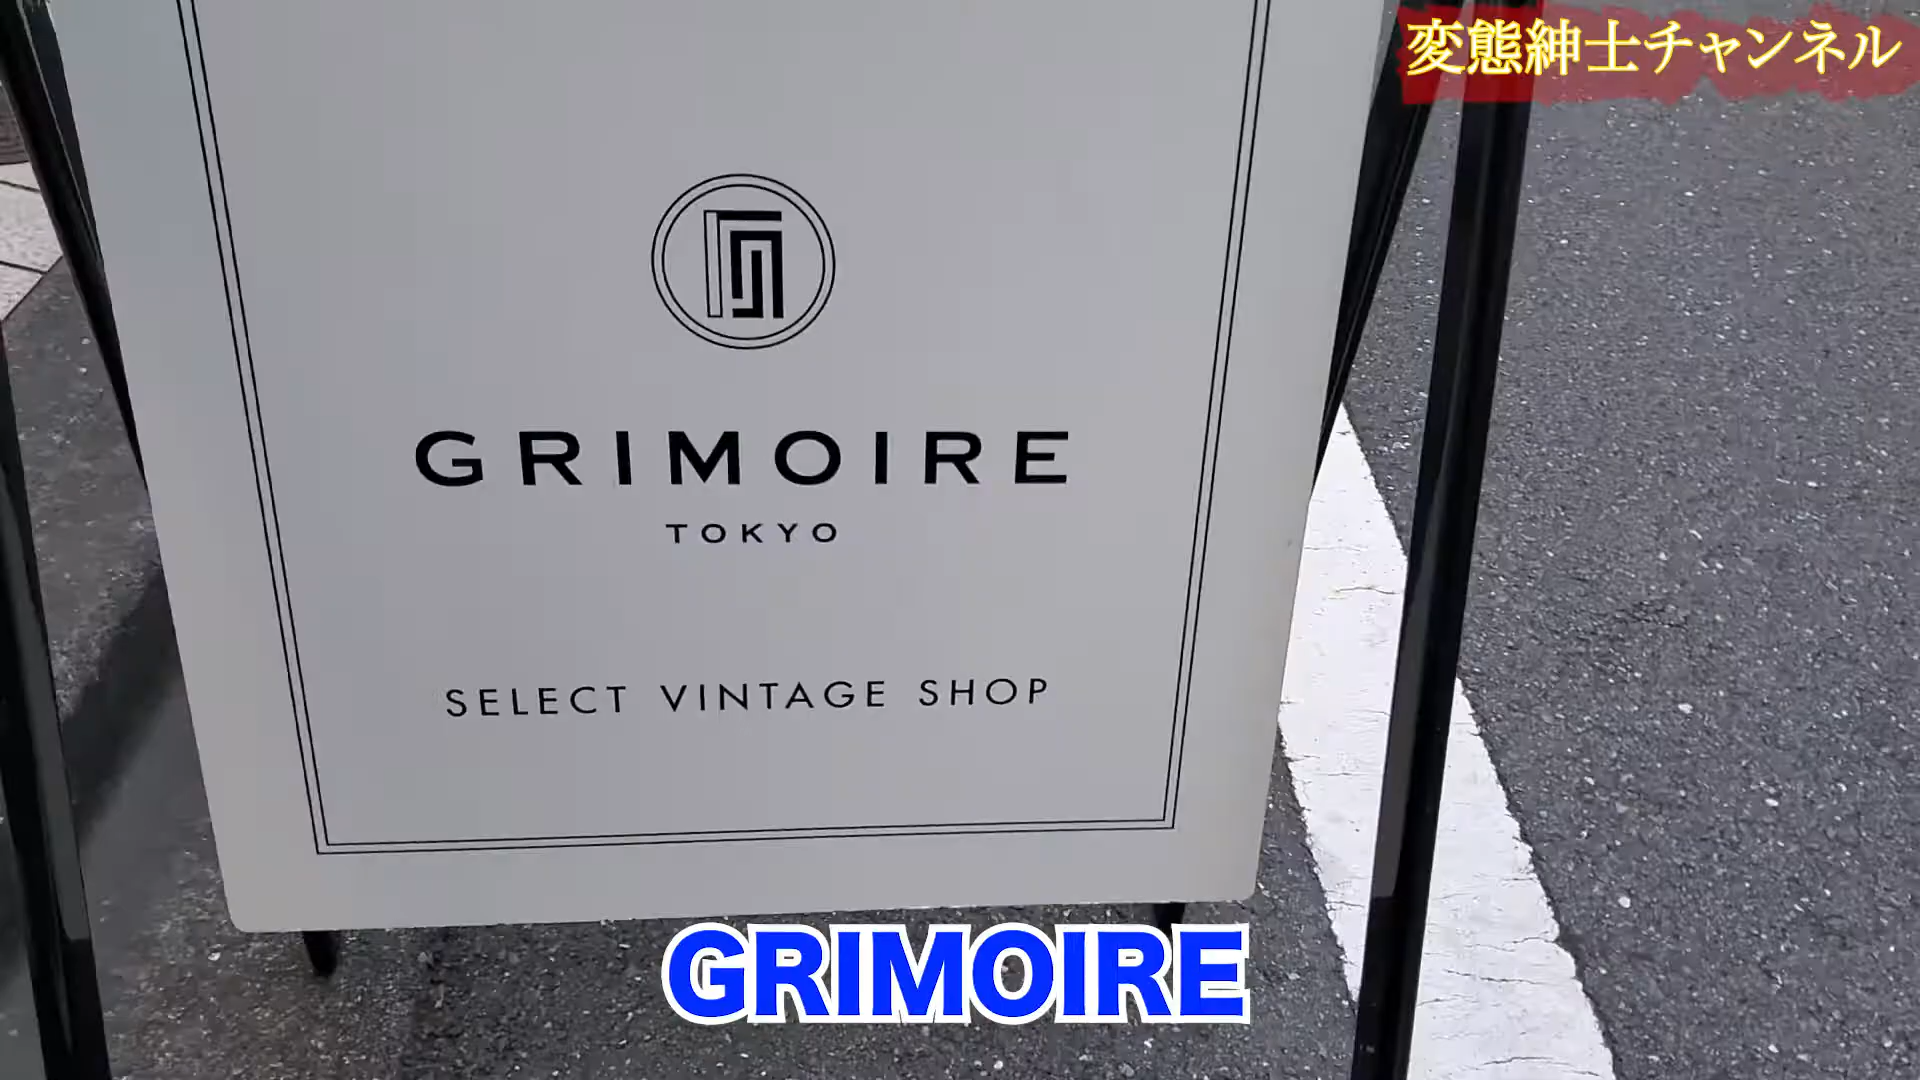 変態紳士チャンネル
GRIMOIRE
TOKYO
SELECT VINTAGE SHOP
GRIMOIRE